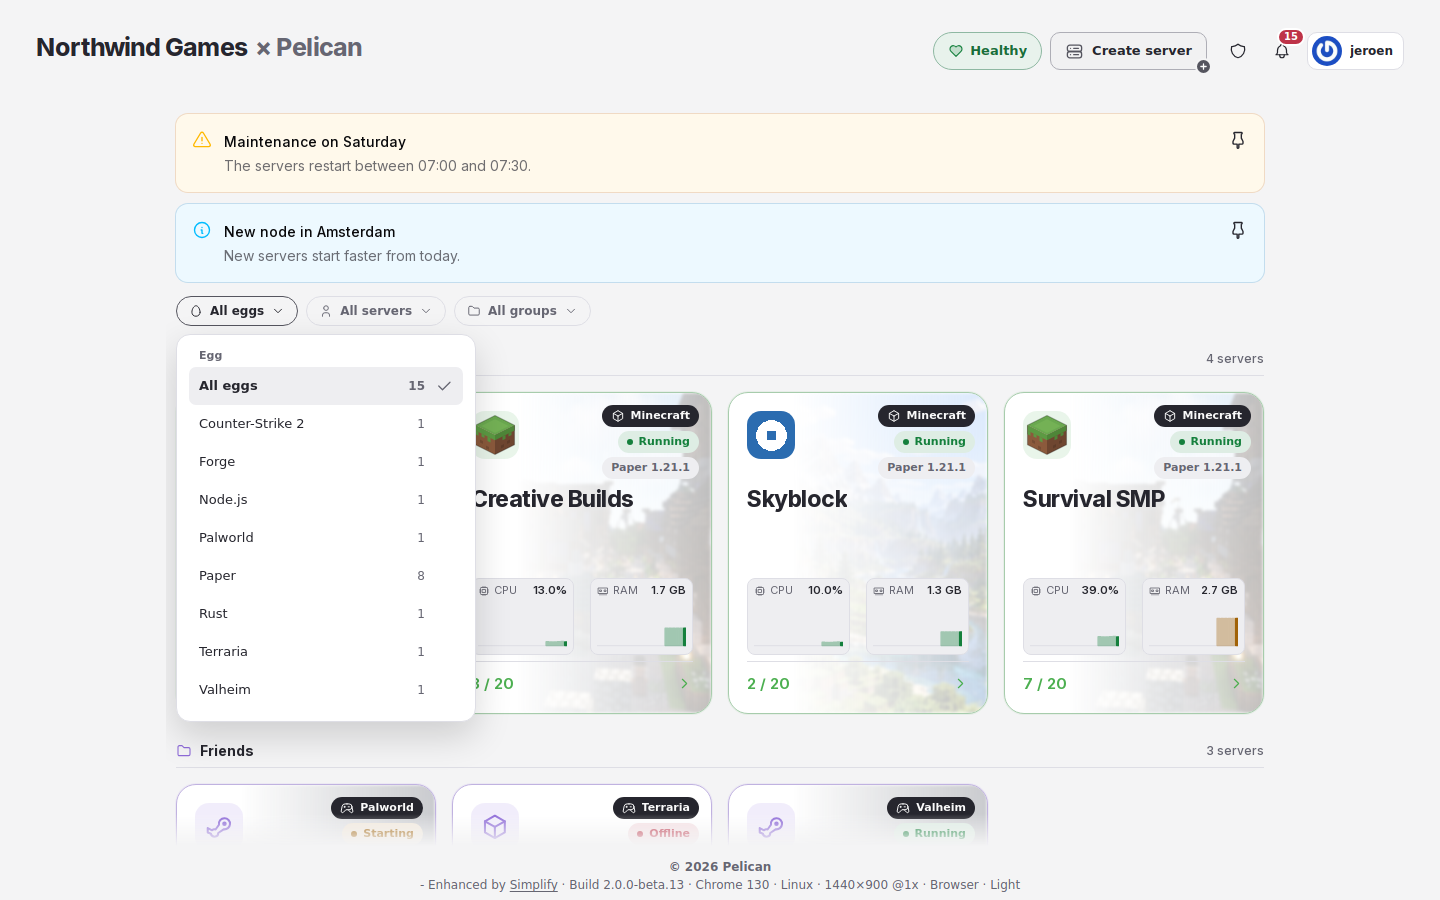 Northwind Games × Pelican
Healthy
Create server
15
jeroen
Maintenance on Saturday
The servers restart between 07:00 and 07:30.
New node in Amsterdam
New servers start faster from today.
All eggs
All servers
All groups
Egg
All eggs 15
Counter-Strike 2 1
Forge 1
Node.js 1
Palworld 1
Paper 8
Rust 1
Terraria 1
Valheim 1
4 servers
Minecraft
Running
Paper 1.21.1
Creative Builds
CPU 13.0%
RAM 1.7 GB
3 / 20
Minecraft
Running
Paper 1.21.1
Skyblock
CPU 10.0%
RAM 1.3 GB
2 / 20
Minecraft
Running
Paper 1.21.1
Survival SMP
CPU 39.0%
RAM 2.7 GB
7 / 20
Friends
3 servers
Palworld
Starting
Terraria
Offline
Valheim
Running
© 2026 Pelican
- Enhanced by Simplify · Build 2.0.0-beta.13 · Chrome 130 · Linux · 1440×900 @1x · Browser · Light